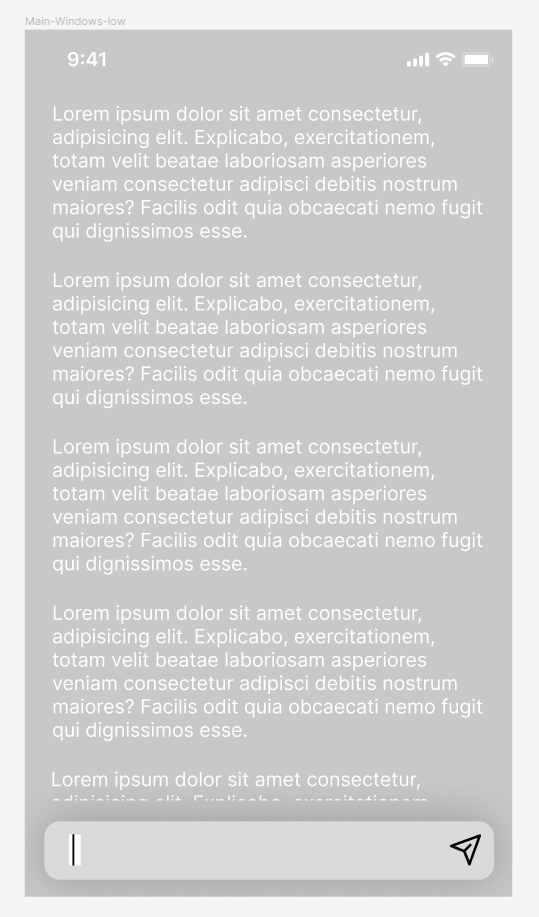 Main-Windows-low
9:41
Lorem ipsum dolor sit amet consectetur,
adipisicing elit. Explicabo, exercitationem,
totam velit beatae laboriosam asperiores
veniam consectetur adipisci debitis nostrum
maiores? Facilis odit quia obcaecati nemo fugit
qui dignissimos esse.
Lorem ipsum dolor sit amet consectetur,
adipisicing elit. Explicabo, exercitationem,
totam velit beatae laboriosam asperiores
veniam consectetur adipisci debitis nostrum
maiores? Facilis odit quia obcaecati nemo fugit
qui dignissimos esse.
Lorem ipsum dolor sit amet consectetur,
adipisicing elit. Explicabo, exercitationem,
totam velit beatae laboriosam asperiores
veniam consectetur adipisci debitis nostrum
maiores? Facilis odit quia obcaecati nemo fugit
qui dignissimos esse.
Lorem ipsum dolor sit amet consectetur,
adipisicing elit. Explicabo, exercitationem,
totam velit beatae laboriosam asperiores
veniam consectetur adipisci debitis nostrum
maiores? Facilis odit quia obcaecati nemo fugit
qui dignissimos esse.
Lorem ipsum dolor sit amet consectetur,